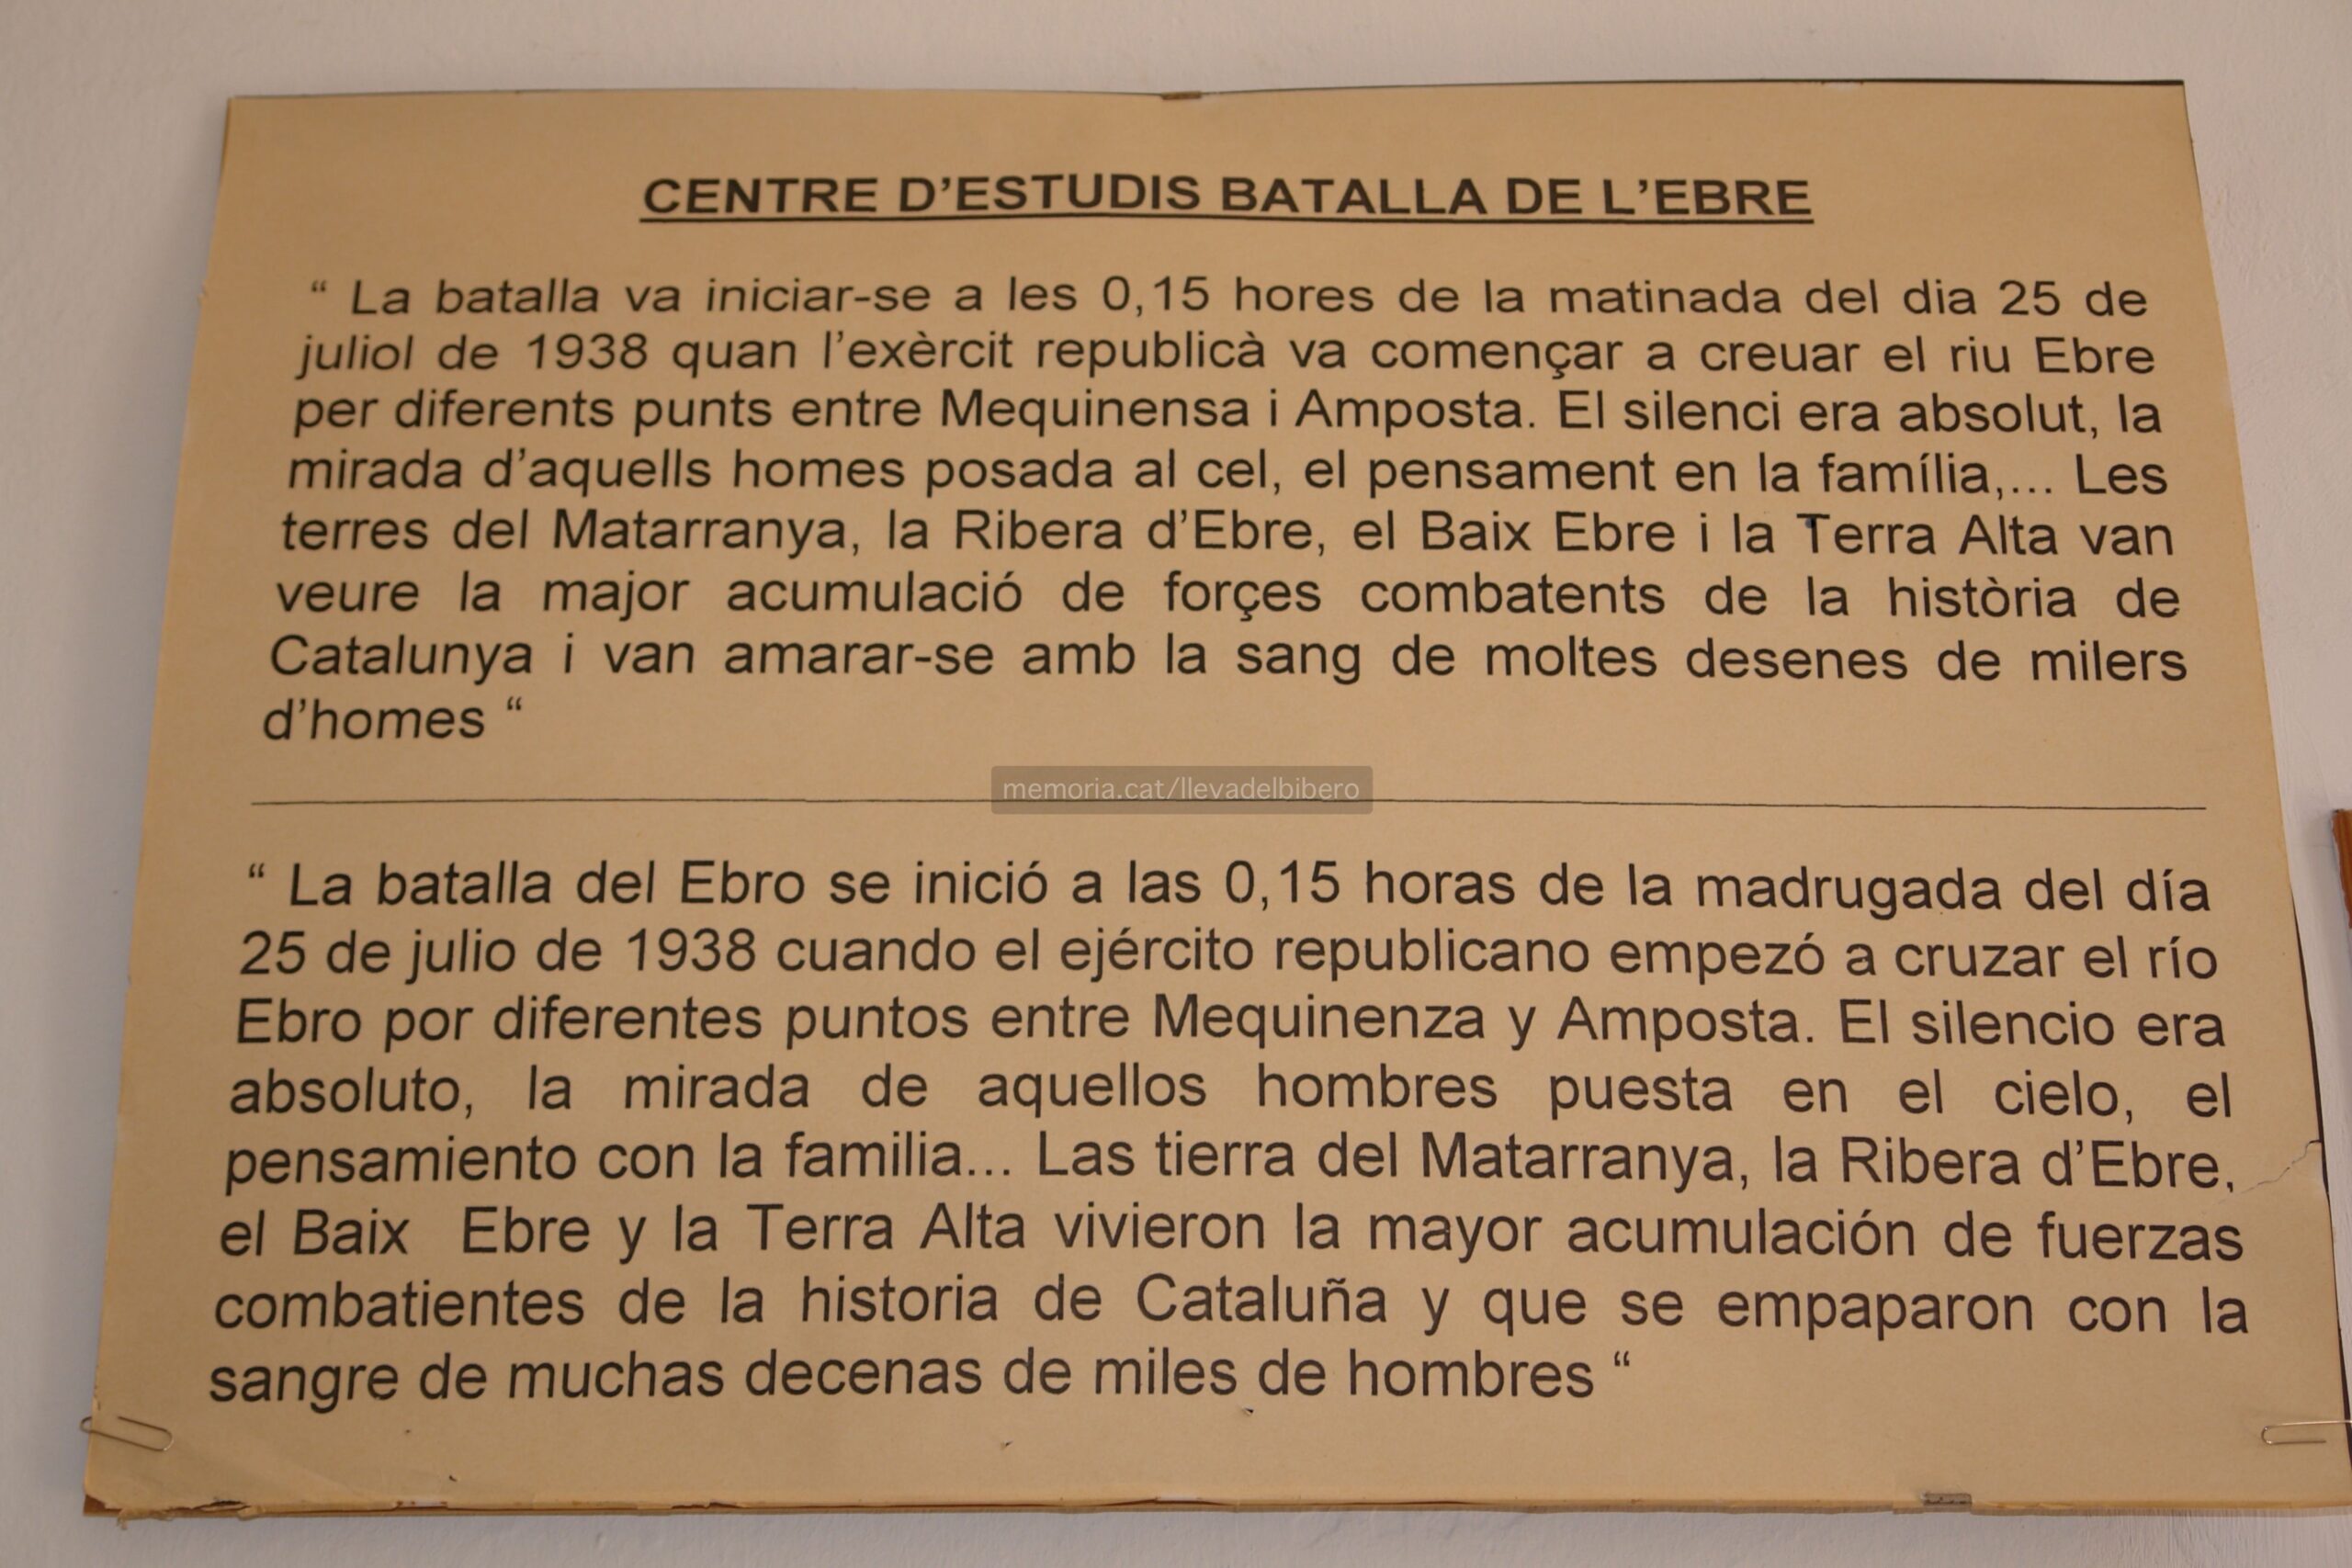 CENTRE D'ESTUDIS BATALLA DE L'EBRE
“ La batalla va iniciar-se a les 0,15 hores de la matinada del dia 25 de
juliol de 1938 quan l'exèrcit republicà va començar a creuar el riu Ebre
per diferents punts entre Mequinensa i Amposta. El silenci era absolut, la
mirada d'aquells homes posada al cel, el pensament en la família,... Les
terres del Matarranya, la Ribera d'Ebre, el Baix Ebre i la Terra Alta van
veure la major acumulació de forçes combatents de la història de
Catalunya i van amarar-se amb la sang de moltes desenes de milers
d'homes “
memoria.cat/llevadelbibero
“ La batalla del Ebro se inició a las 0,15 horas de la madrugada del día
25 de julio de 1938 cuando el ejército republicano empezó a cruzar el río
Ebro por diferentes puntos entre Mequinenza y Amposta. El silencio era
absoluto, la mirada de aquellos hombres puesta en el cielo, el
pensamiento con la familia... Las tierra del Matarranya, la Ribera d'Ebre,
el Baix Ebre y la Terra Alta vivieron la mayor acumulación de fuerzas
combatientes de la historia de Cataluña y que se empaparon con la
sangre de muchas decenas de miles de hombres “